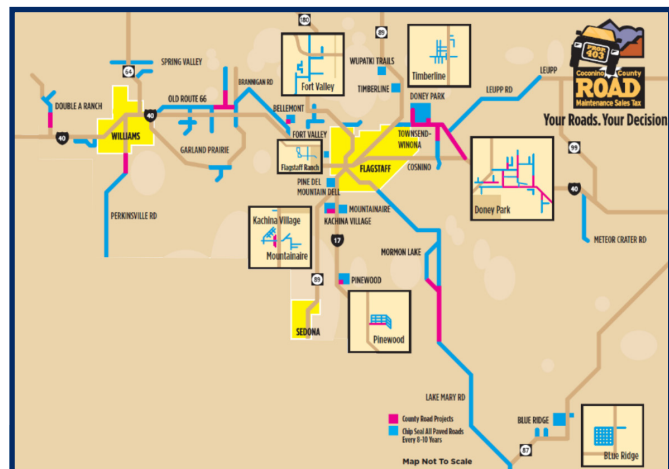 180
89
Fort Valley
WUPATKI TRAILS
Timberline
TIMBERLINE
DONEY PARK
PROP 403
Coconino County
ROAD
Maintenance Sales Tax
Your Roads. Your Decision
64
SPRING VALLEY
DOUBLE A RANCH
OLD ROUTE 66
BRANNIGAN RD
LEUPP
LEUPP RD
40
WILLIAMS
40
BELLEMONT
FORT VALLEY
TOWNSEND-
WINONA
GARLAND PRAIRIE
Flagstaff Ranch
FLAGSTAFF
COSNINO
99
PINE DEL
MOUNTAIN DELL
Doney Park
40
PERKINSVILLE RD
Kachina Village
MOUNTAINAIRE
KACHINA VILLAGE
Mountainaire
17
MORMON LAKE
METEOR CRATER RD
89
PINEWOOD
SEDONA
Pinewood
LAKE MARY RD
County Road Projects
Chip Seal All Paved Roads
Every 8-10 Years
BLUE RIDGE
Blue Ridge
87
Map Not To Scale